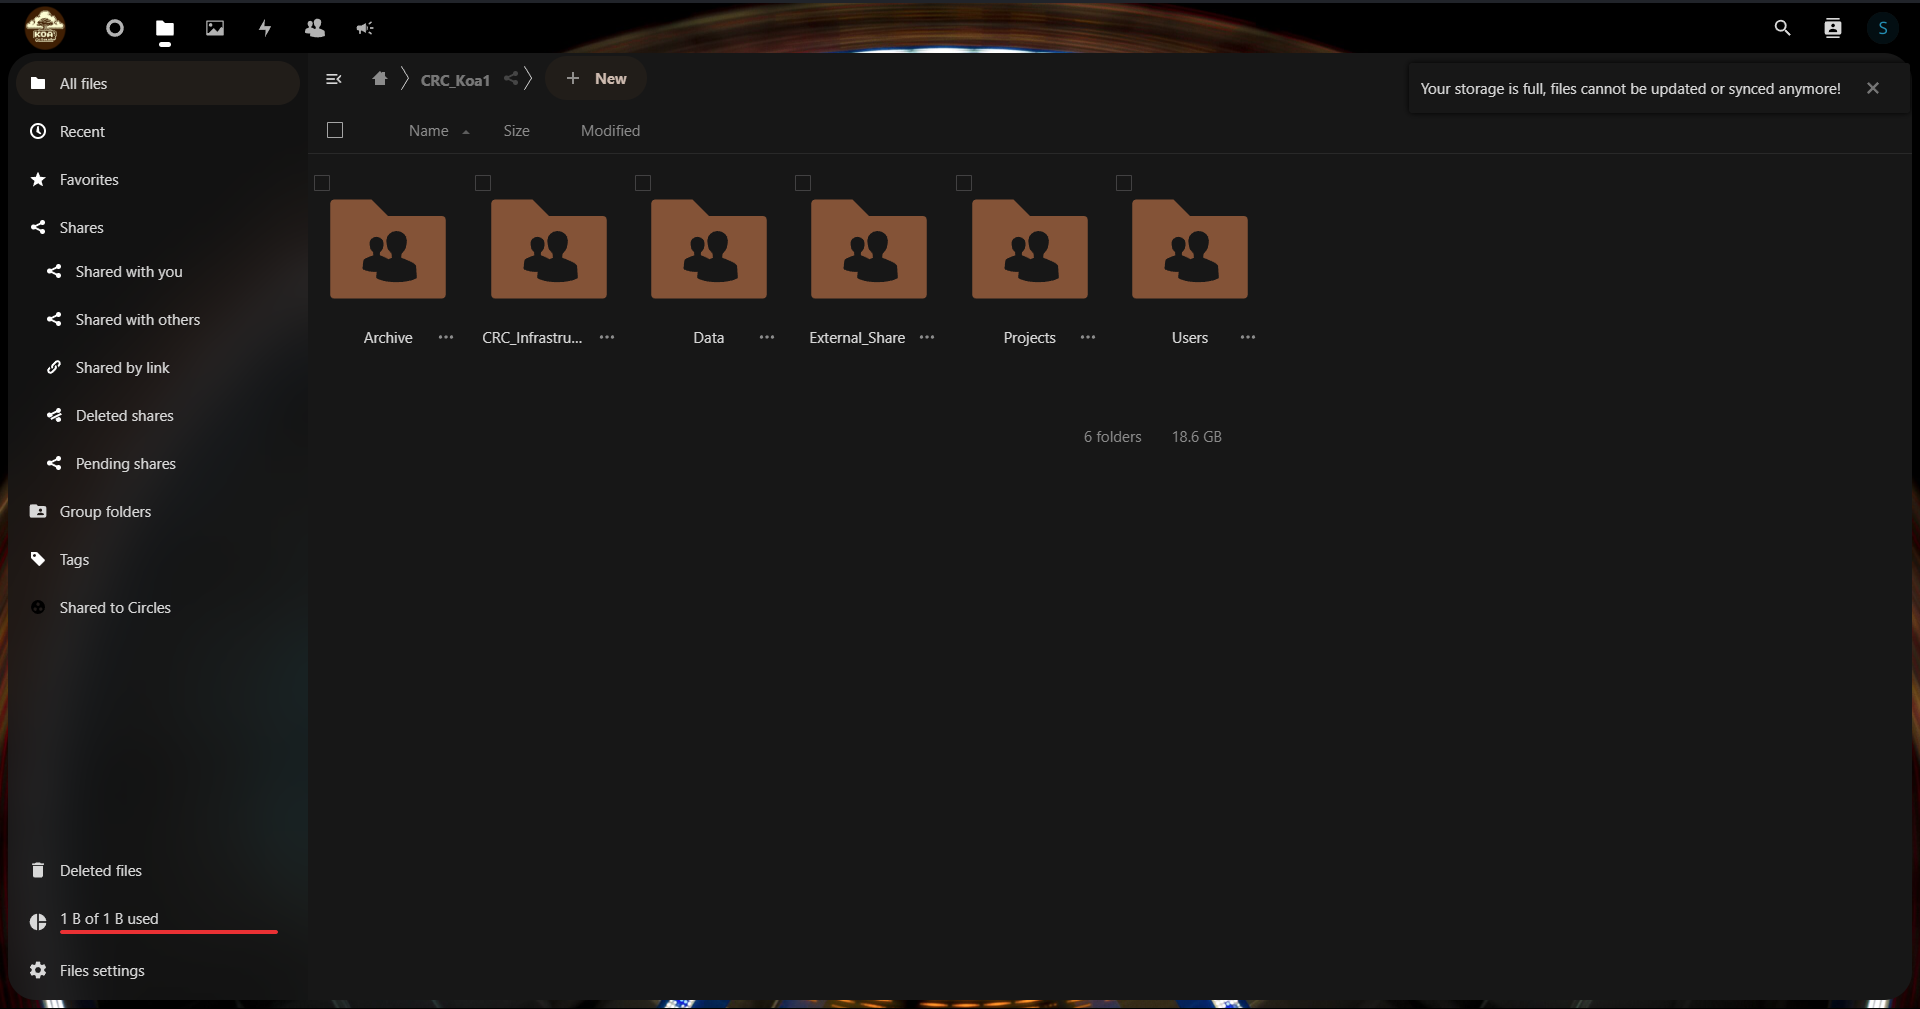 KOA
S
All files
Recent
Favorites
Shares
Shared with you
Shared with others
Shared by link
Deleted shares
Pending shares
Group folders
Tags
Shared to Circles
Deleted files
1 B of 1 B used
Files settings
CRC_Koa1
New
Your storage is full, files cannot be updated or synced anymore!
Name Size Modified
Archive CRC_Infrastru... Data External_Share Projects Users
6 folders 18.6 GB